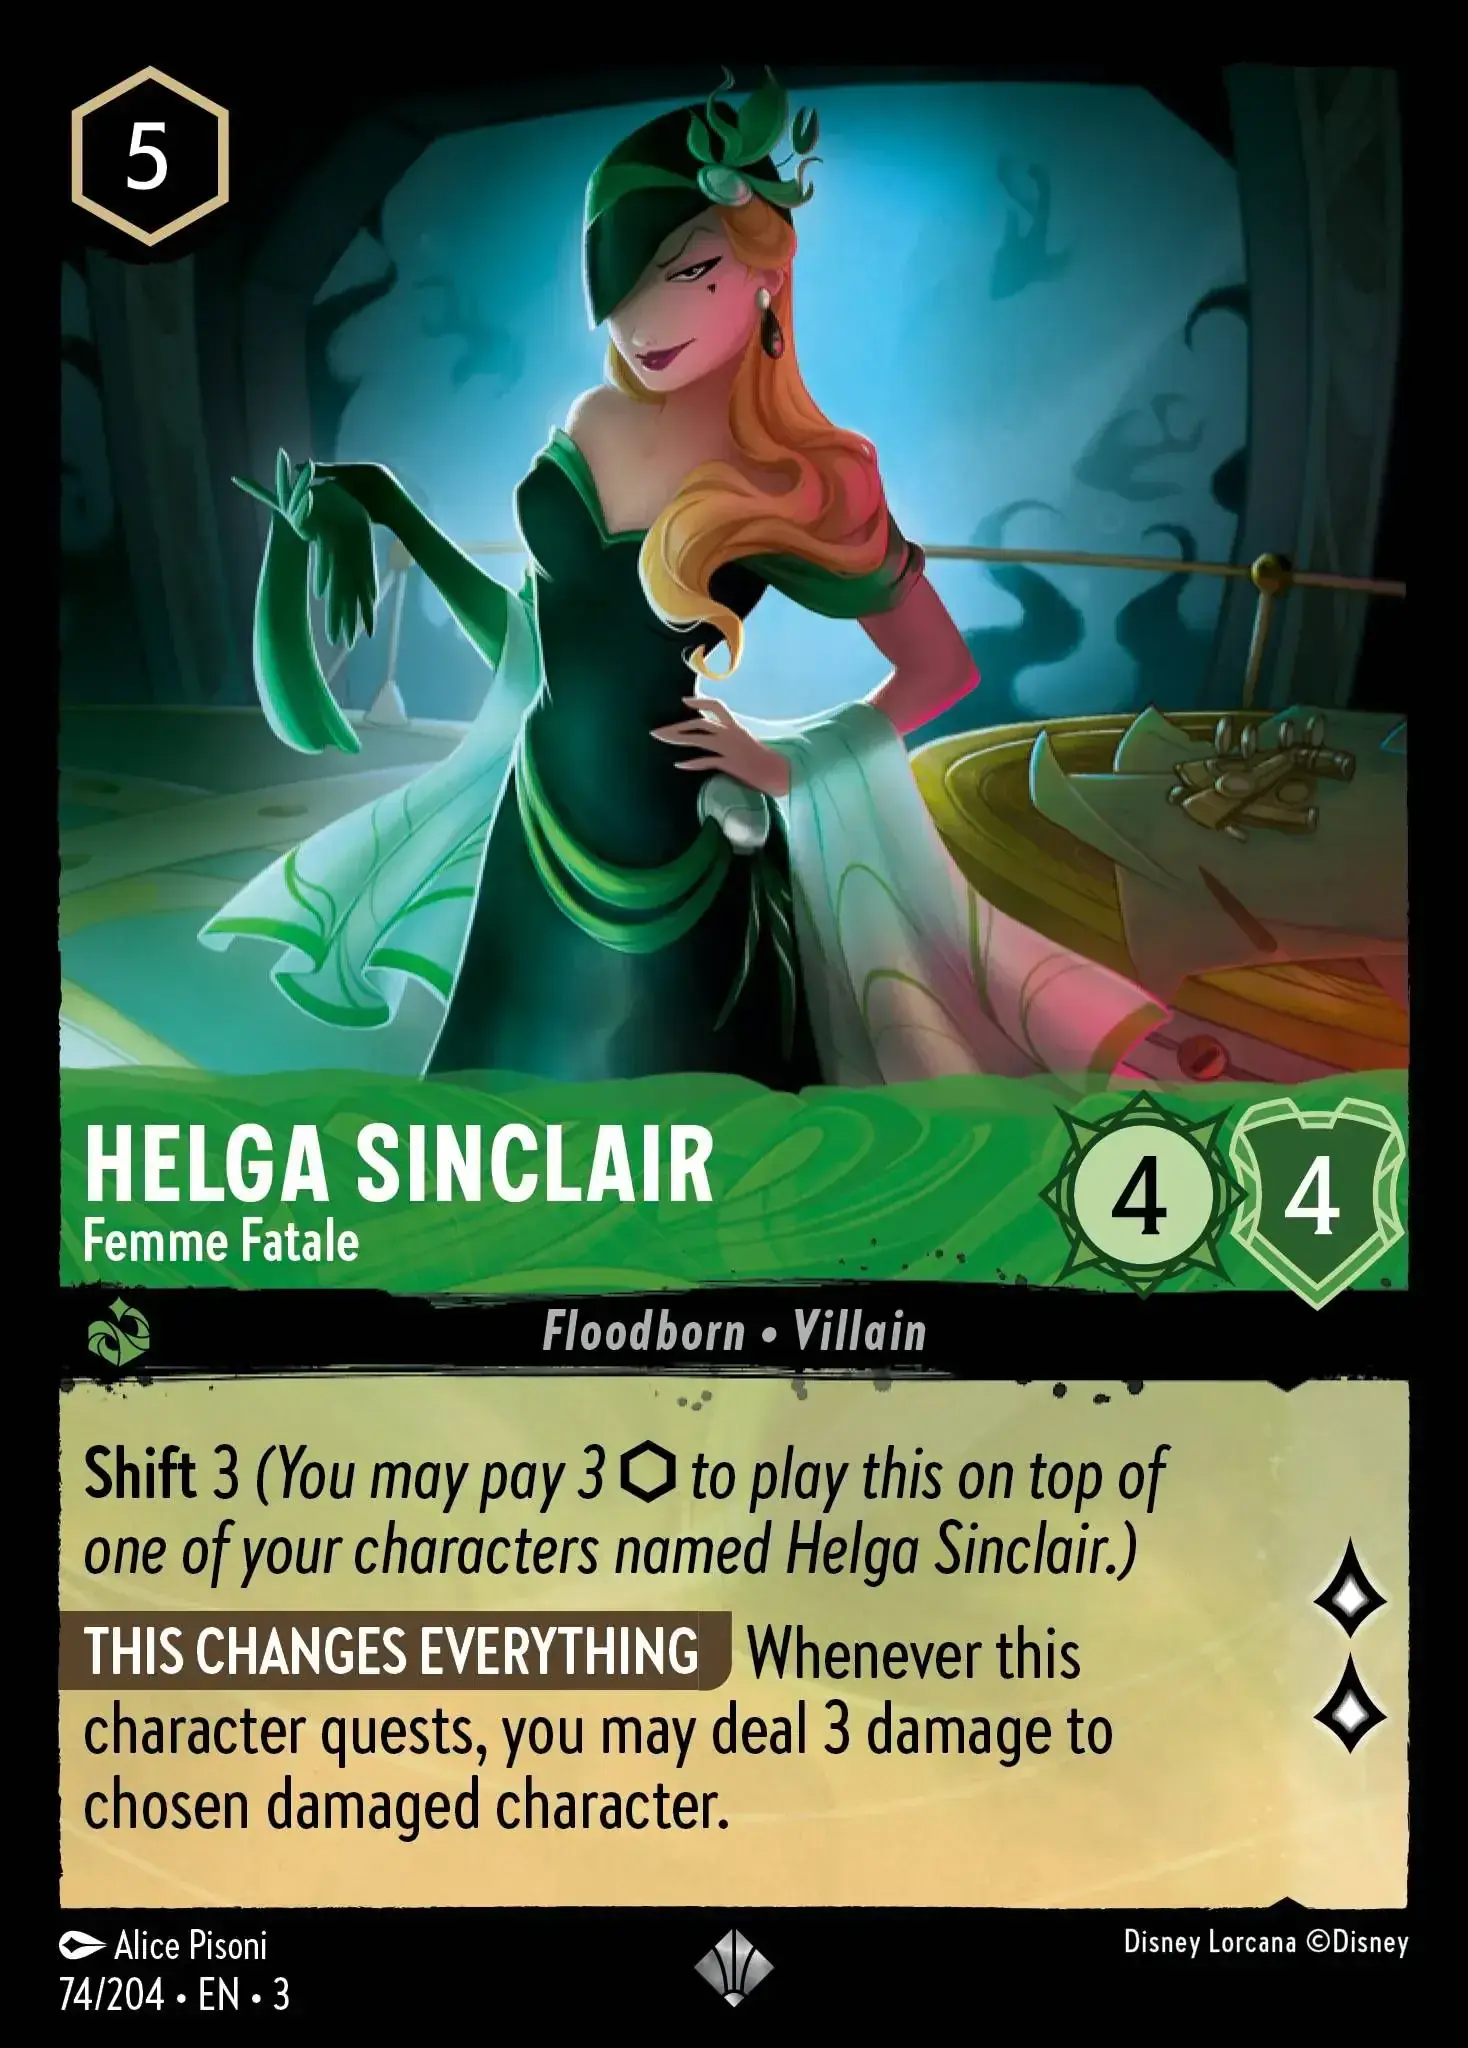 5
HELGA SINCLAIR
Femme Fatale
4
4
Floodborn • Villain
Shift 3 (You may pay 3 ⬡ to play this on top of
one of your characters named Helga Sinclair.)
THIS CHANGES EVERYTHING Whenever this
character quests, you may deal 3 damage to
chosen damaged character.
Alice Pisoni
Disney Lorcana ©Disney
74/204 • EN • 3